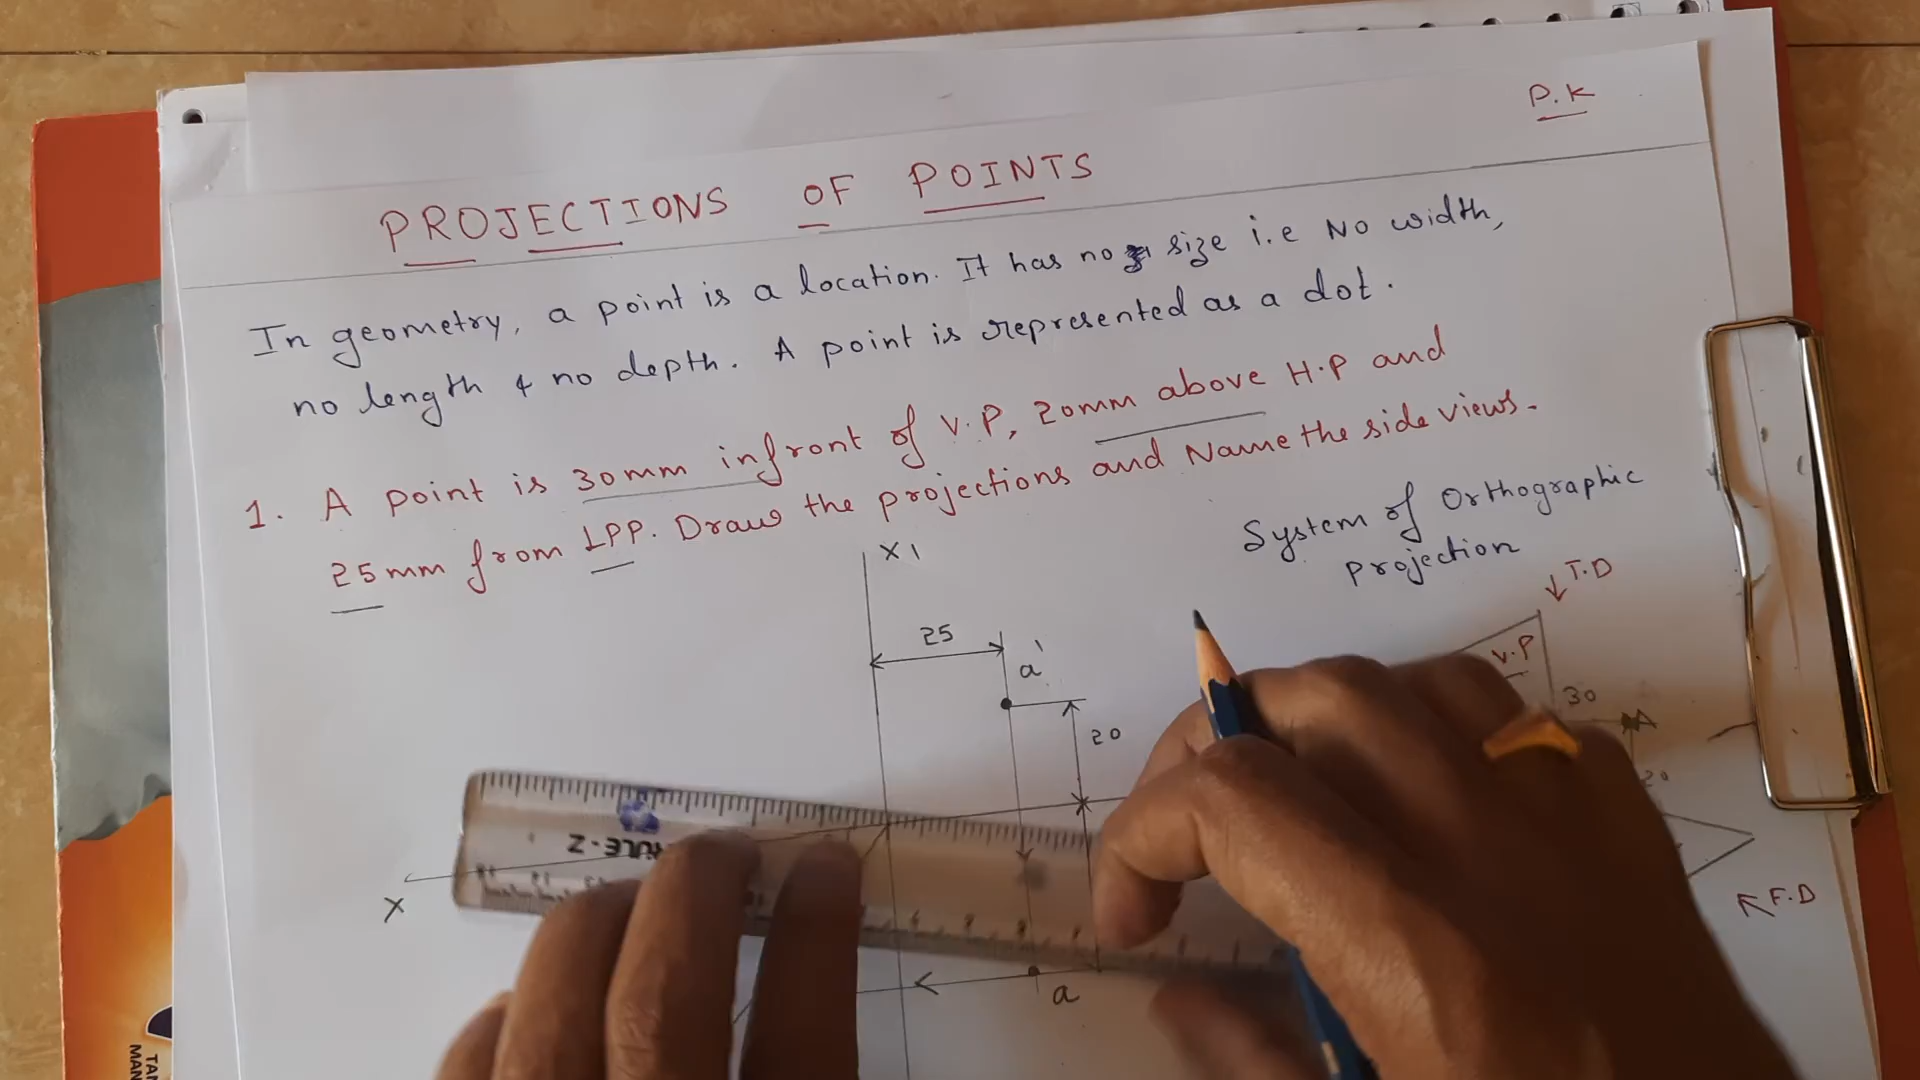 P.K
PROJECTIONS OF POINTS
In geometry, a point is a location. It has no size i.e No width,
no length & no depth. A point is represented as a dot.
1. A point is 30mm infront of V.P, 20mm above H.P and
25mm from LPP. Draw the projections and Name the side views.
System of Orthographic
projection
X1
T.D
25
V.P
a'
30
A
20
20
X
F.D
a